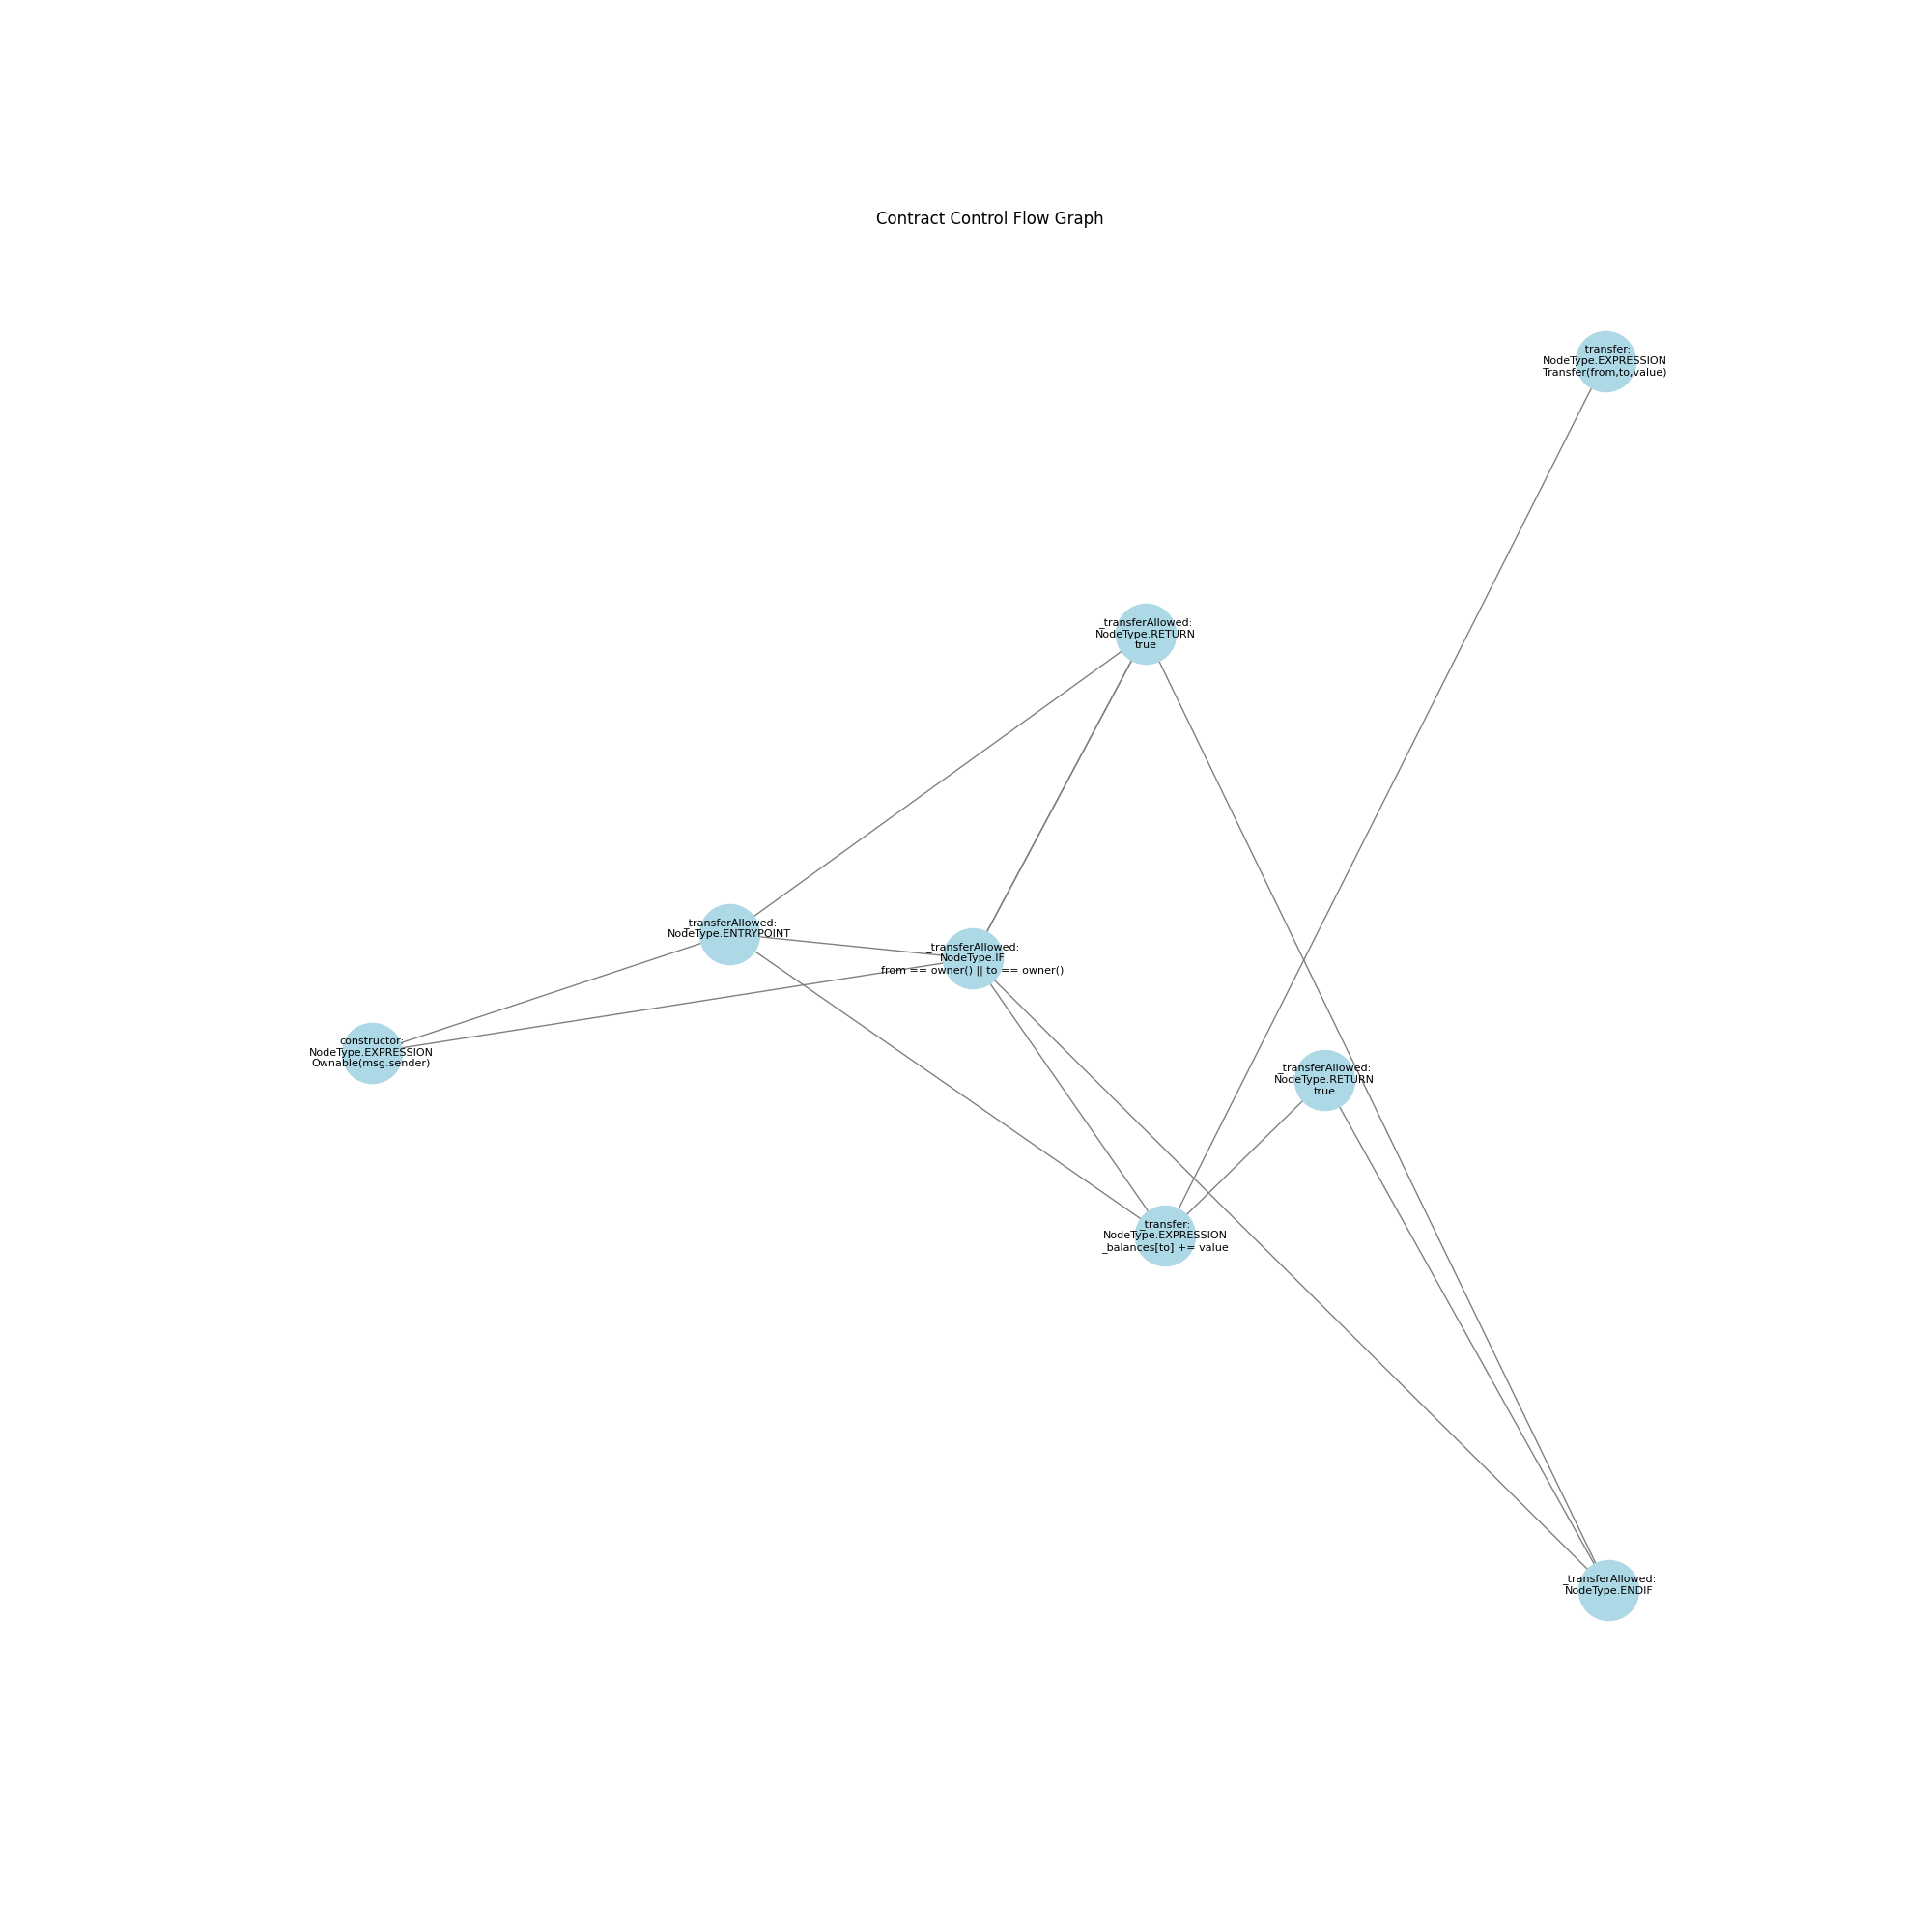 Contract Control Flow Graph
_transfer:
NodeType.EXPRESSION
Transfer(from,to,value)
_transferAllowed:
NodeType.RETURN
true
_transferAllowed:
NodeType.ENTRYPOINT
_transferAllowed:
NodeType.IF
from == owner() || to == owner()
constructor:
NodeType.EXPRESSION
Ownable(msg.sender)
_transferAllowed:
NodeType.RETURN
true
_transfer:
NodeType.EXPRESSION
_balances[to] += value
_transferAllowed:
NodeType.ENDIF